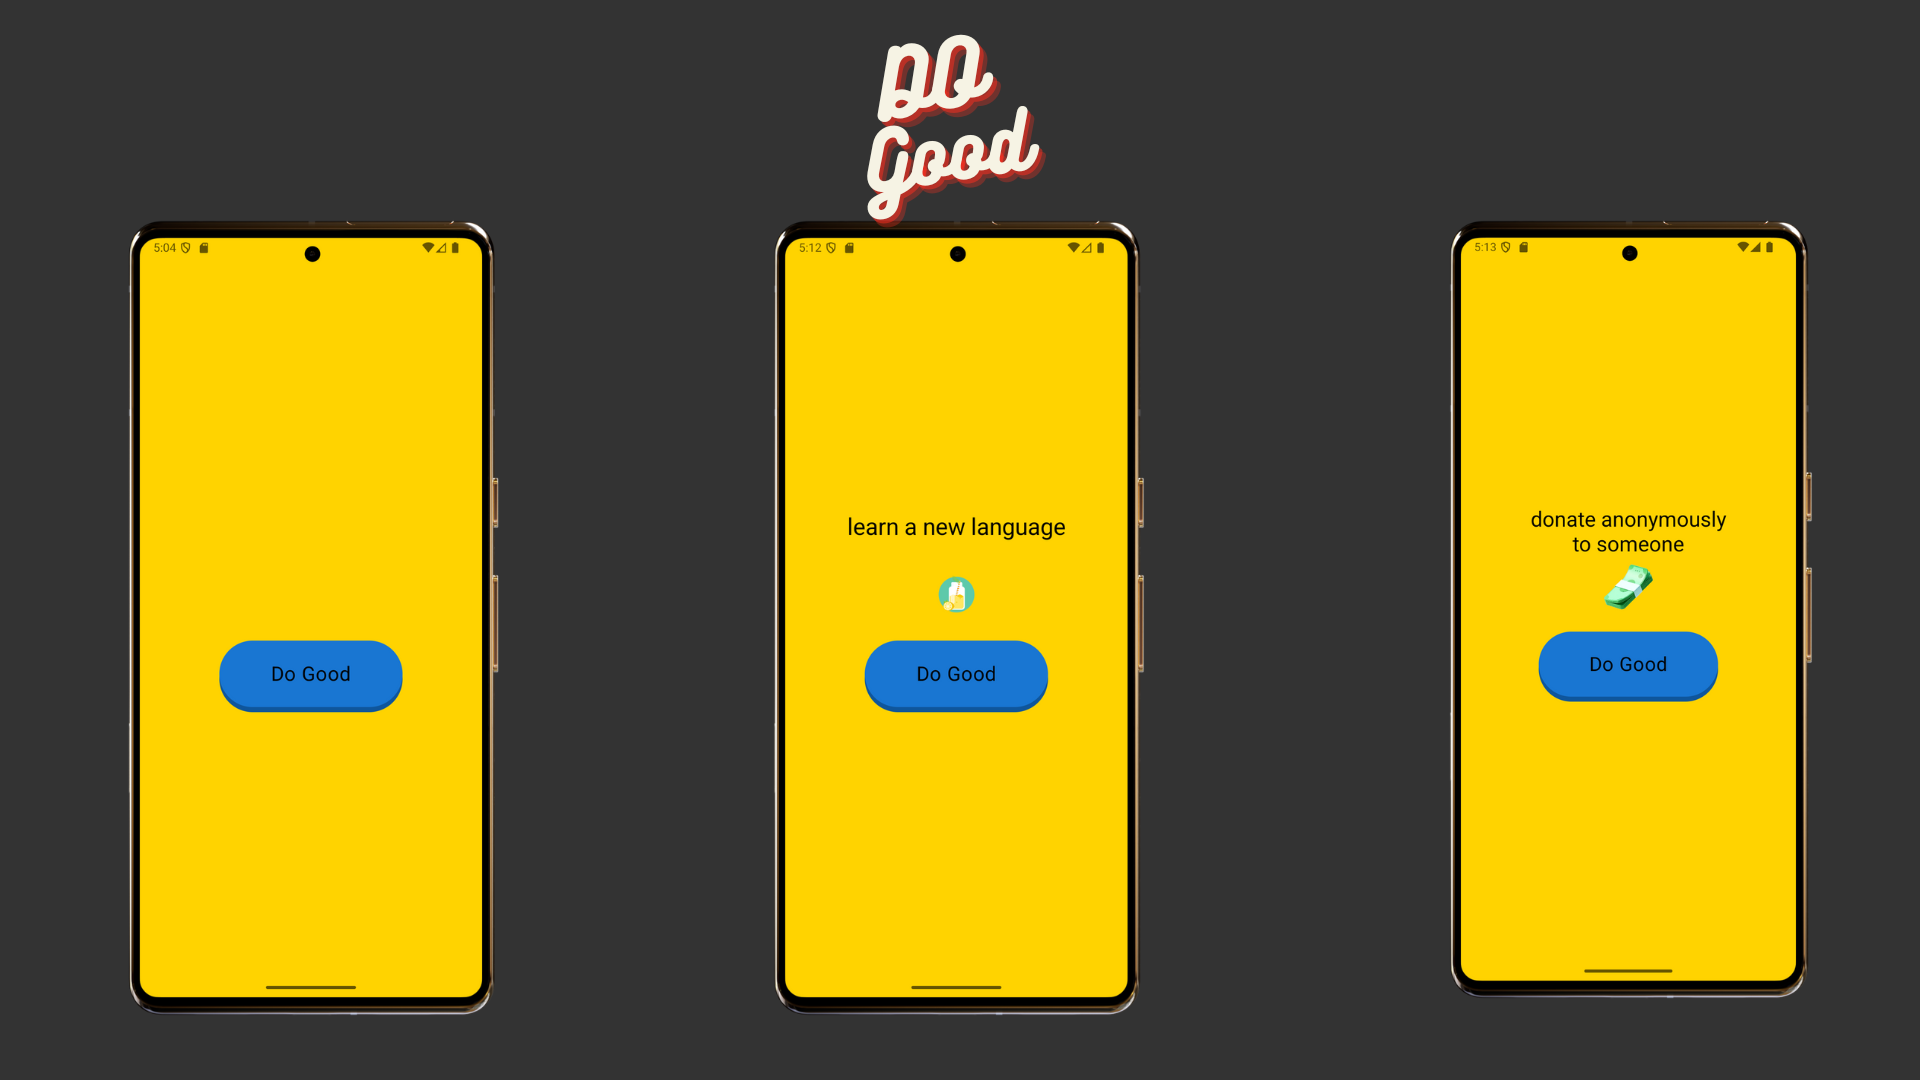 DO
Good
5:04
Do Good
5:12
learn a new language
Do Good
5:13
donate anonymously
to someone
Do Good